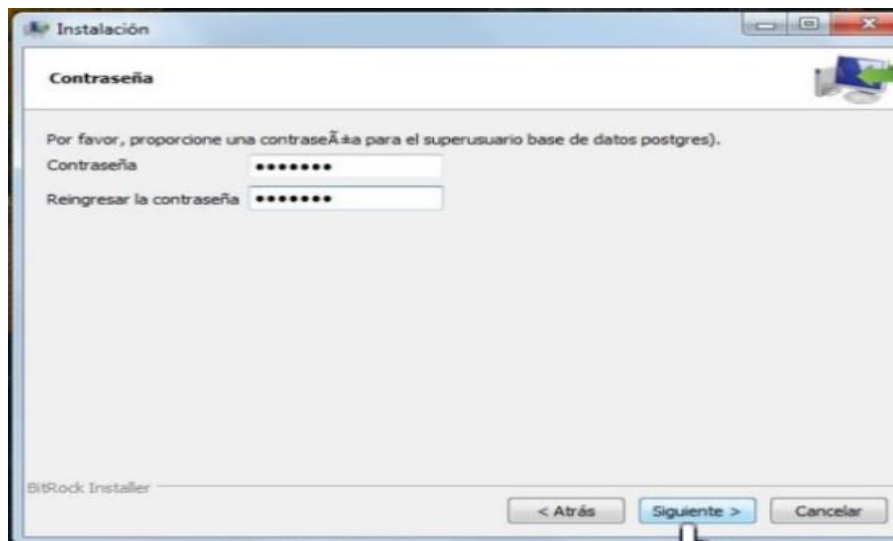 Instalación
Contraseña
Por favor, proporcione una contraseÃ±a para el superusuario base de datos postgres).
Contraseña •••••••
Reingresar la contraseña •••••••
BitRock Installer
< Atrás Siguiente > Cancelar